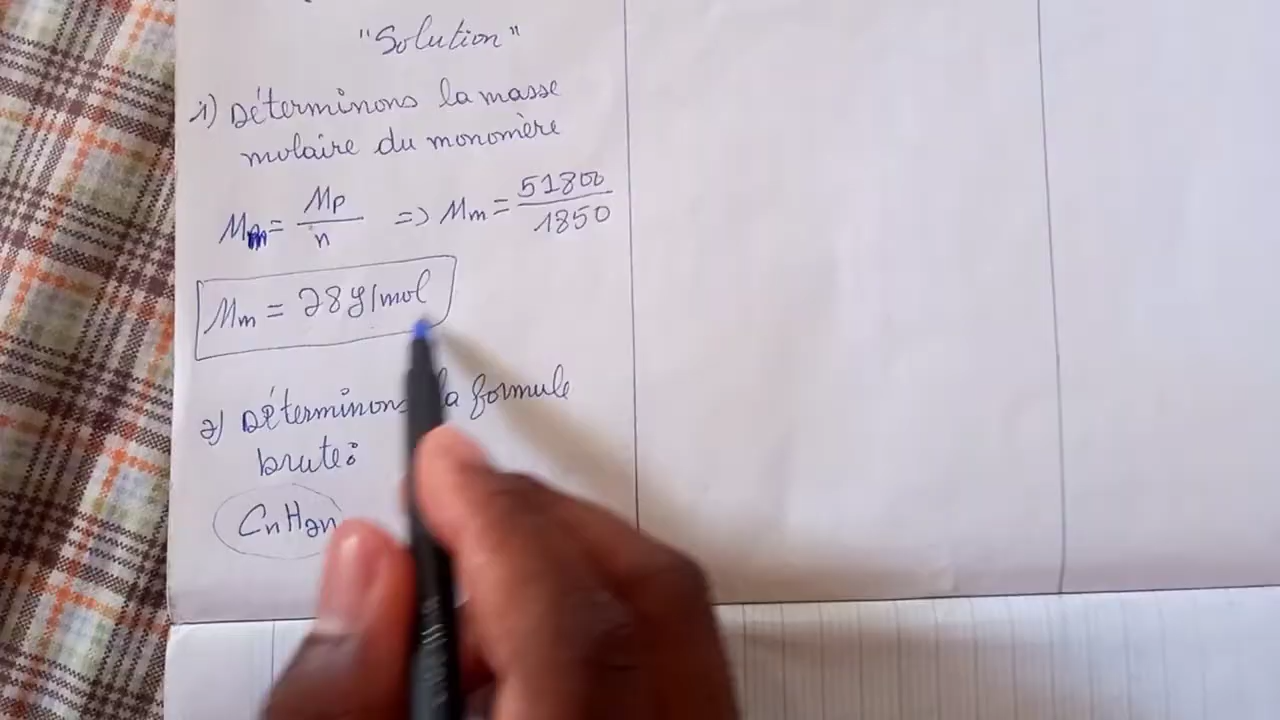 "Solution"
1) Déterminons la masse
molaire du monomère
Mm = Mp/n => Mm = 51800/1850
Mm = 28 g/mol
2) Déterminons la formule
brute:
CnH2n